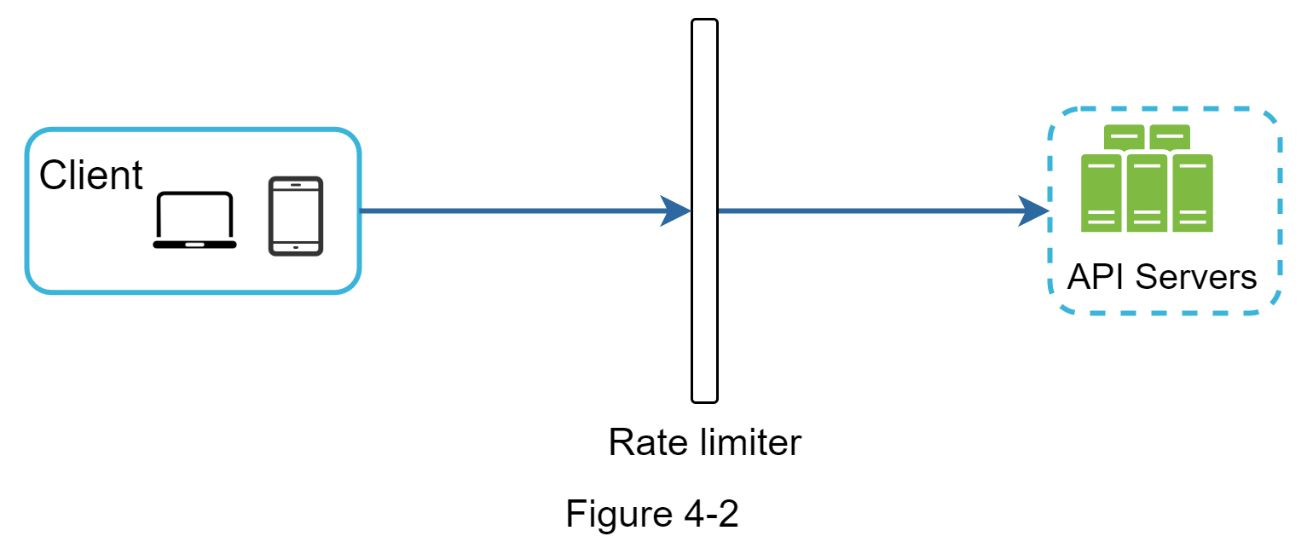 Client
API Servers
Rate limiter
Figure 4-2